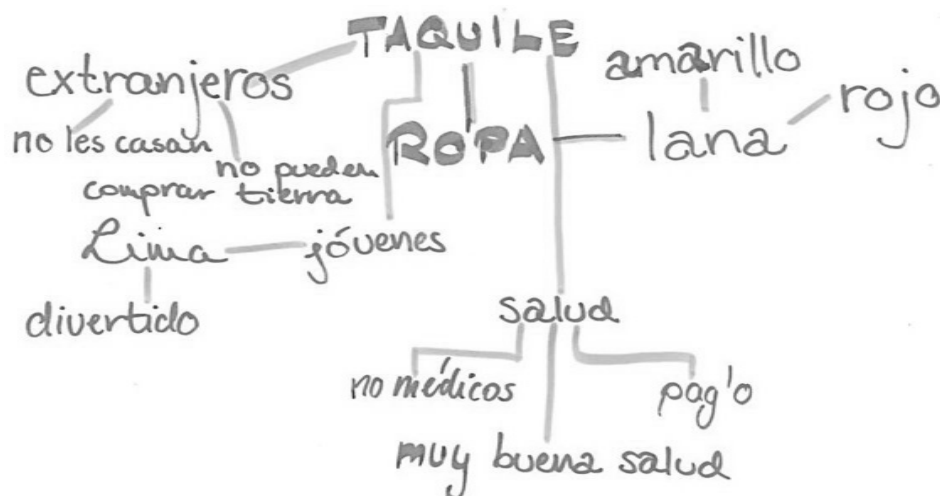 TAQUILE
extranjeros
amarillo
rojo
no les casan
ROPA
lana
no pueden
comprar tierra
Lima
jóvenes
divertido
salud
no médicos
pag'o
muy buena salud